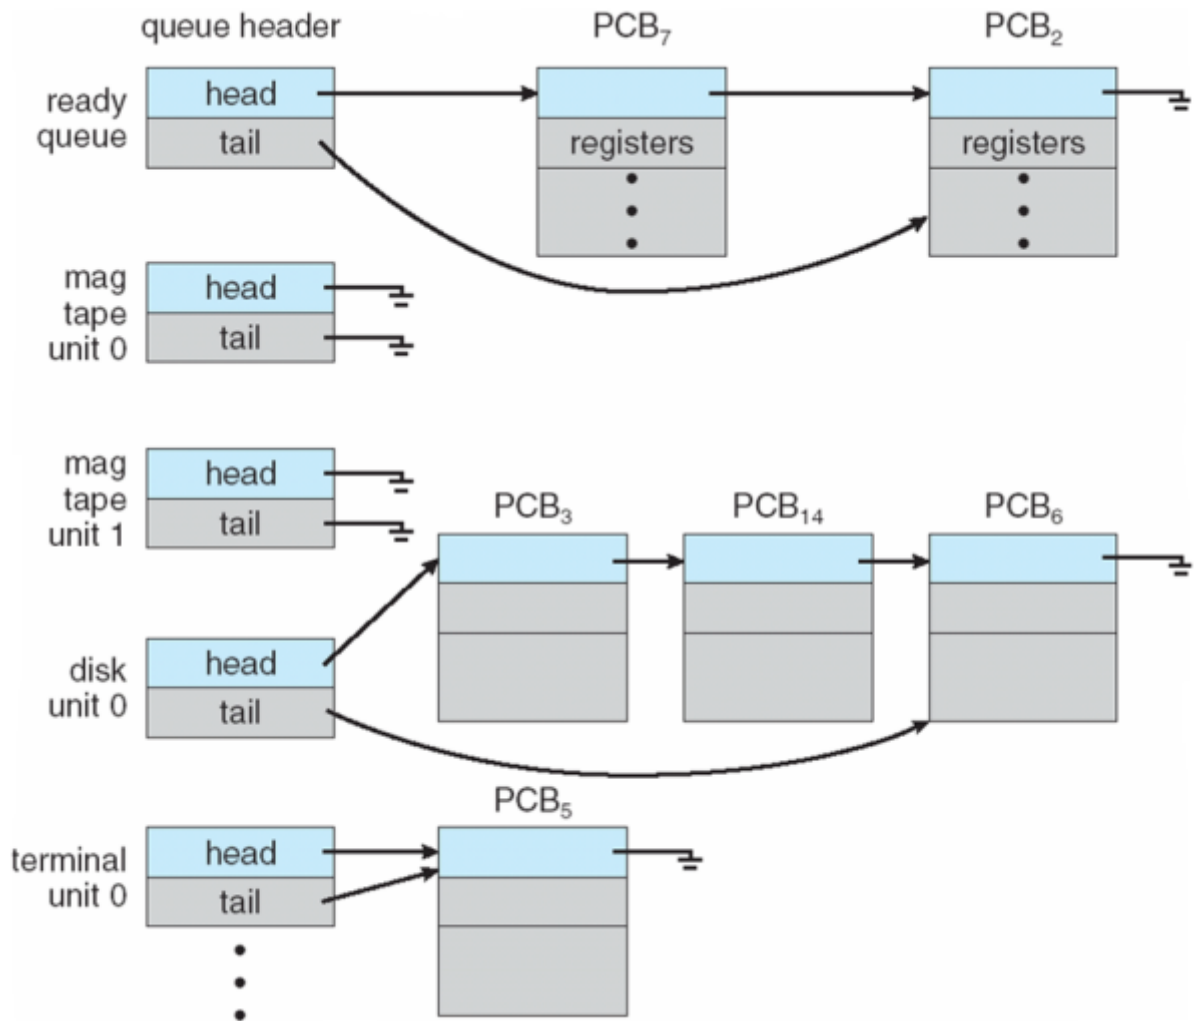 queue header
PCB7
PCB2
ready
queue
head
tail
registers
registers
mag
tape
unit 0
head
tail
mag
tape
unit 1
head
tail
PCB3
PCB14
PCB6
disk
unit 0
head
tail
PCB5
terminal
unit 0
head
tail